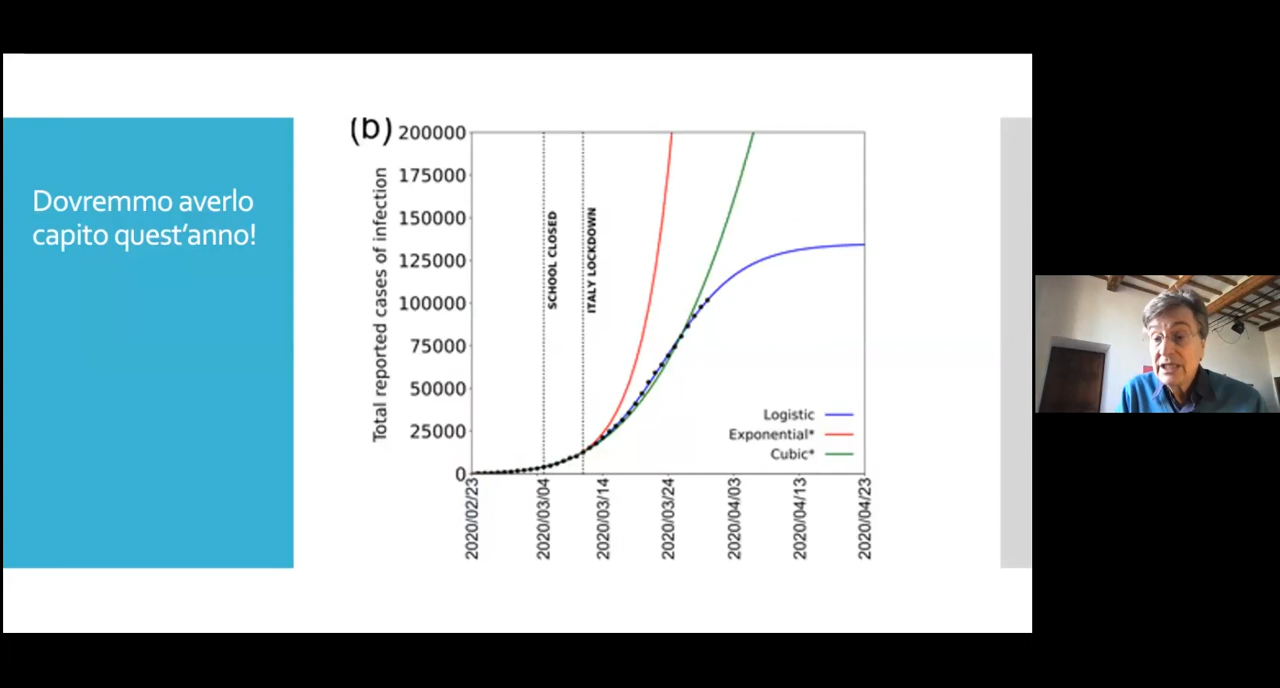 Dovremmo averlo
capito quest'anno!
(b)
Total reported cases of infection
200000
175000
150000
125000
100000
75000
50000
25000
0
SCHOOL CLOSED
ITALY LOCKDOWN
Logistic
Exponential*
Cubic*
2020/02/23
2020/03/04
2020/03/14
2020/03/24
2020/04/03
2020/04/13
2020/04/23